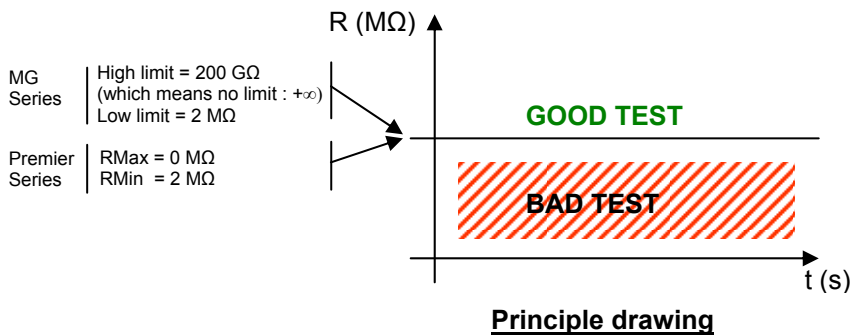 R (MΩ)
MG
Series
High limit = 200 GΩ
(which means no limit : +∞)
Low limit = 2 MΩ
GOOD TEST
Premier
Series
RMax = 0 MΩ
RMin = 2 MΩ
BAD TEST
t (s)
Principle drawing